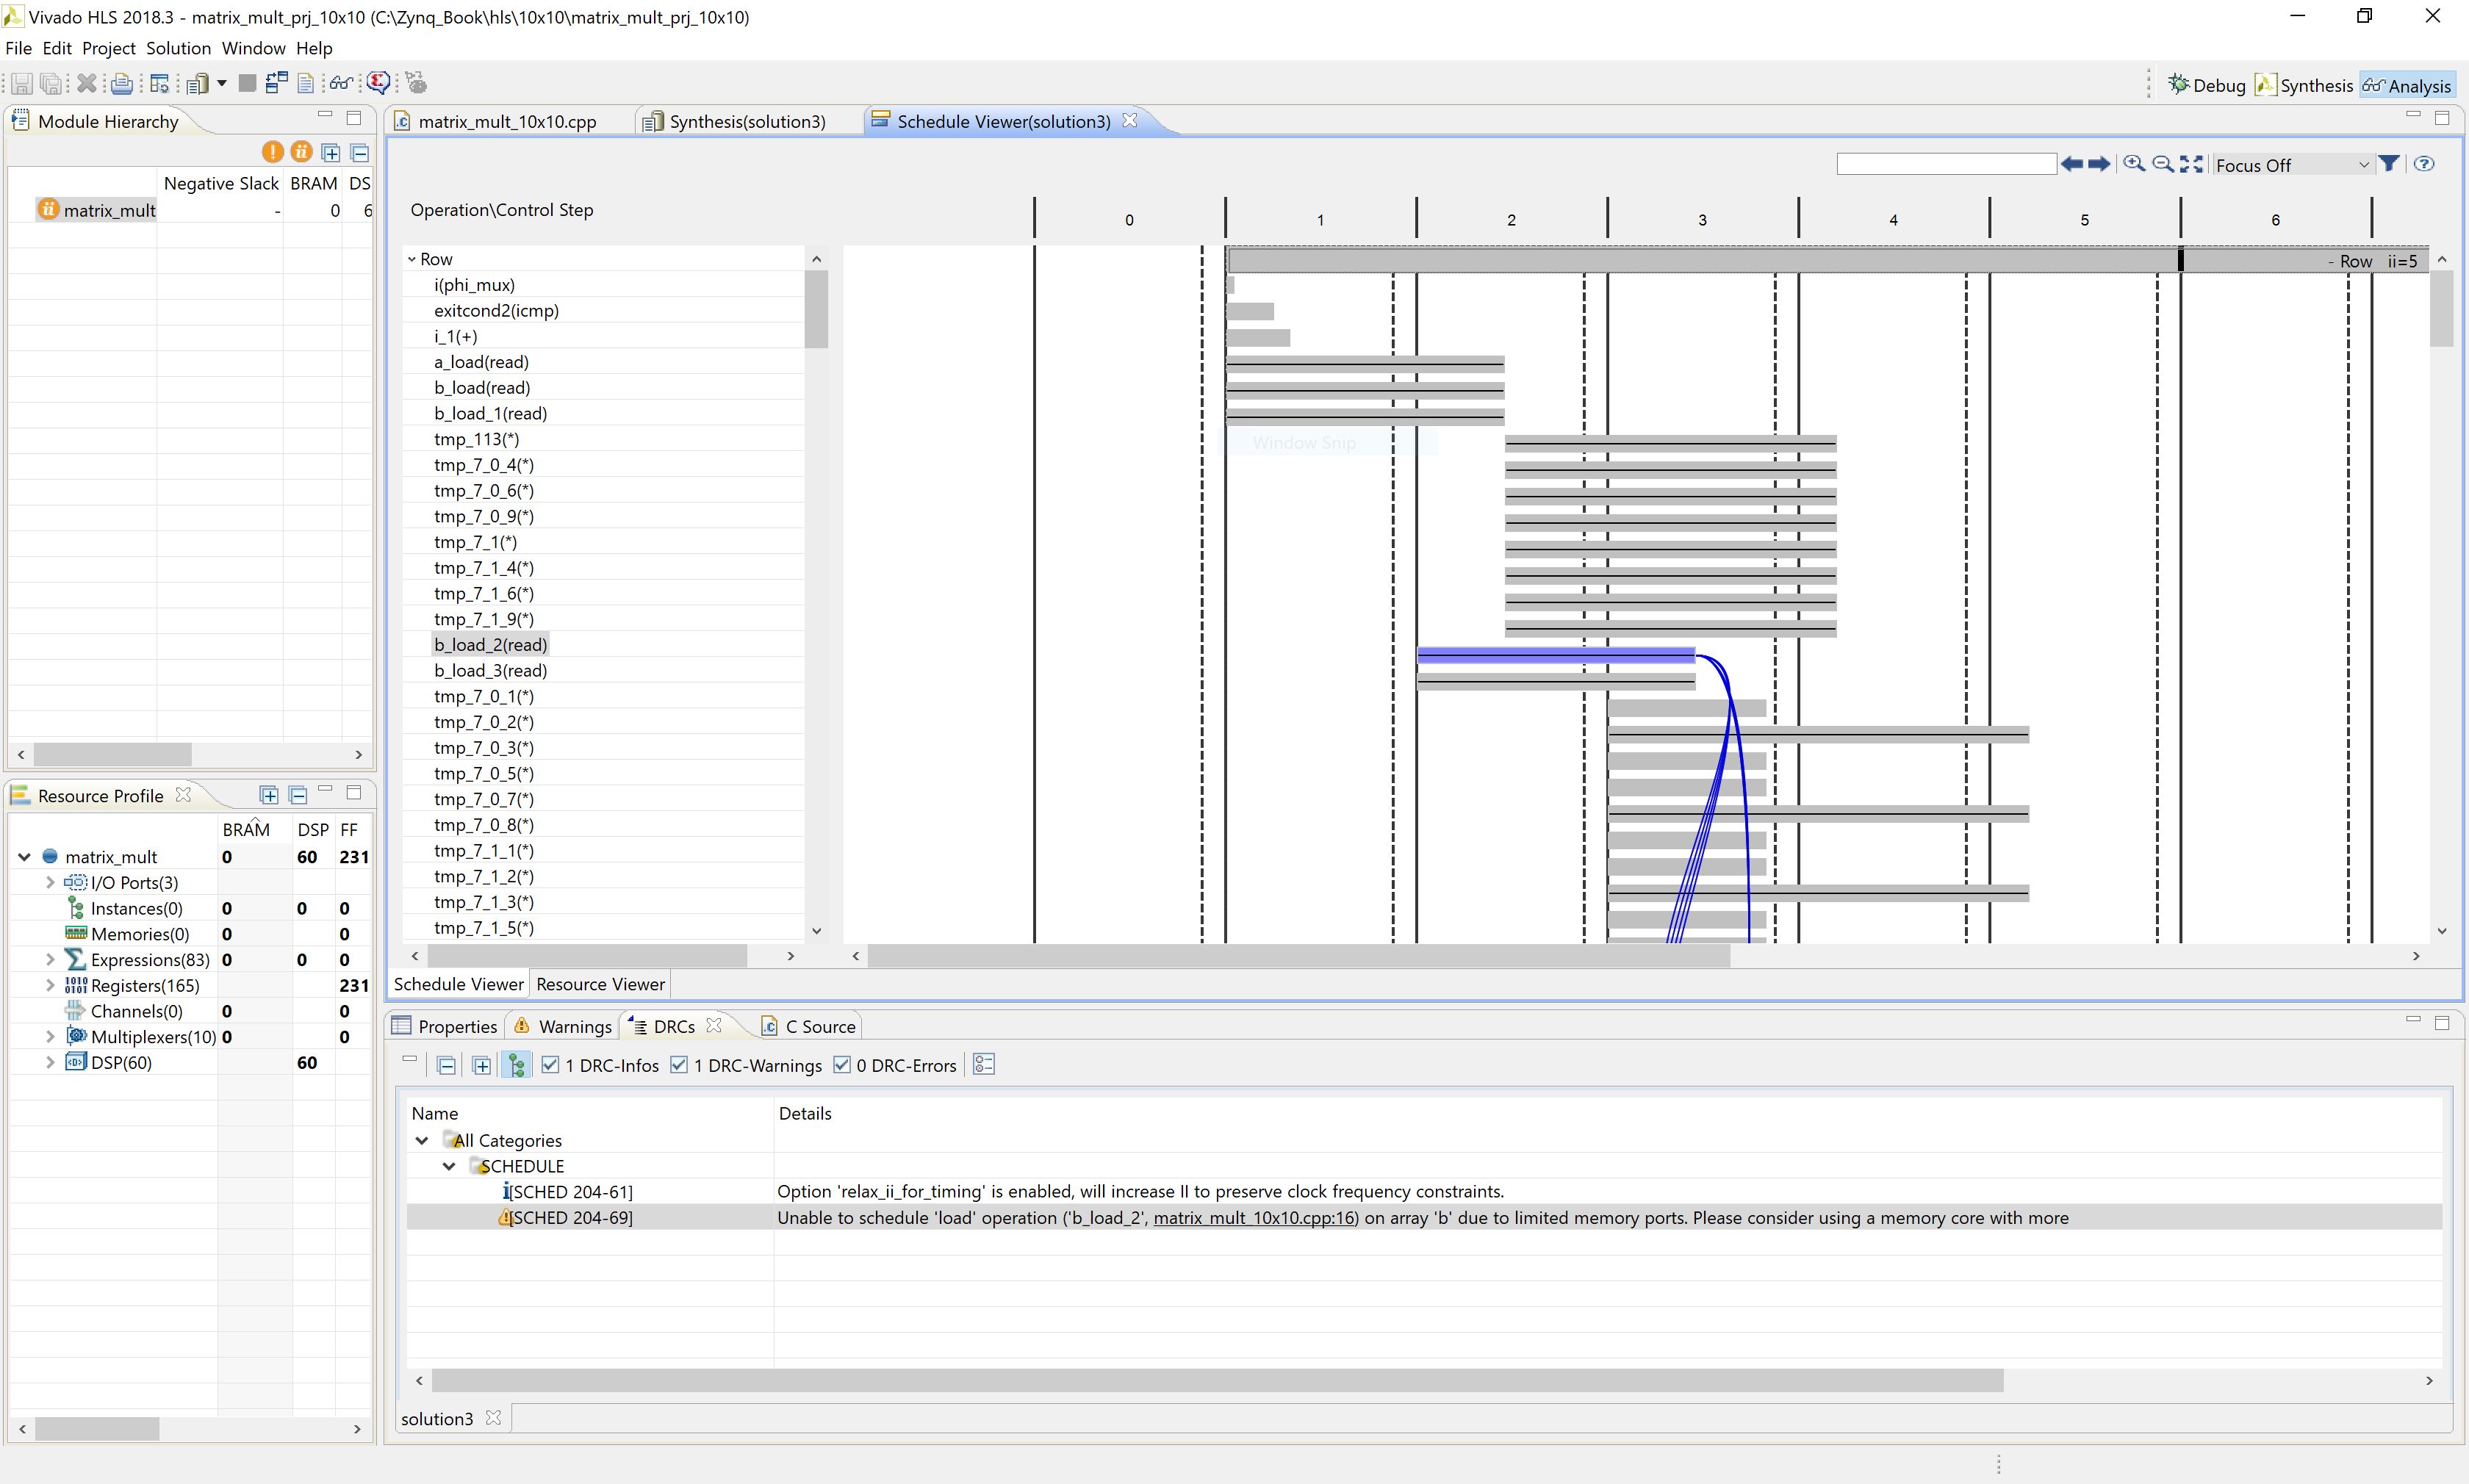 Vivado HLS 2018.3 - matrix_mult_prj_10x10 (C:\Zynq_Book\hls\10x10\matrix_mult_prj_10x10)
File Edit Project Solution Window Help
Debug Synthesis Analysis
Module Hierarchy
Negative Slack BRAM DS
matrix_mult - 0 6
matrix_mult_10x10.cpp Synthesis(solution3) Schedule Viewer(solution3)
Focus Off
Operation\Control Step 0 1 2 3 4 5 6
Row
- Row ii=5
i(phi_mux)
exitcond2(icmp)
i_1(+)
a_load(read)
b_load(read)
b_load_1(read)
tmp_113(*)
Window Snip
tmp_7_0_4(*)
tmp_7_0_6(*)
tmp_7_0_9(*)
tmp_7_1(*)
tmp_7_1_4(*)
tmp_7_1_6(*)
tmp_7_1_9(*)
b_load_2(read)
b_load_3(read)
tmp_7_0_1(*)
tmp_7_0_2(*)
tmp_7_0_3(*)
tmp_7_0_5(*)
tmp_7_0_7(*)
tmp_7_0_8(*)
tmp_7_1_1(*)
tmp_7_1_2(*)
tmp_7_1_3(*)
tmp_7_1_5(*)
Schedule Viewer Resource Viewer
Resource Profile
BRAM DSP FF
matrix_mult 0 60 231
I/O Ports(3)
Instances(0) 0 0 0
Memories(0) 0 0
Expressions(83) 0 0 0
Registers(165) 231
Channels(0) 0 0
Multiplexers(10) 0 0
DSP(60) 60
Properties Warnings DRCs C Source
1 DRC-Infos 1 DRC-Warnings 0 DRC-Errors
Name Details
All Categories
SCHEDULE
[SCHED 204-61] Option 'relax_ii_for_timing' is enabled, will increase II to preserve clock frequency constraints.
[SCHED 204-69] Unable to schedule 'load' operation ('b_load_2', matrix_mult_10x10.cpp:16) on array 'b' due to limited memory ports. Please consider using a memory core with more
solution3